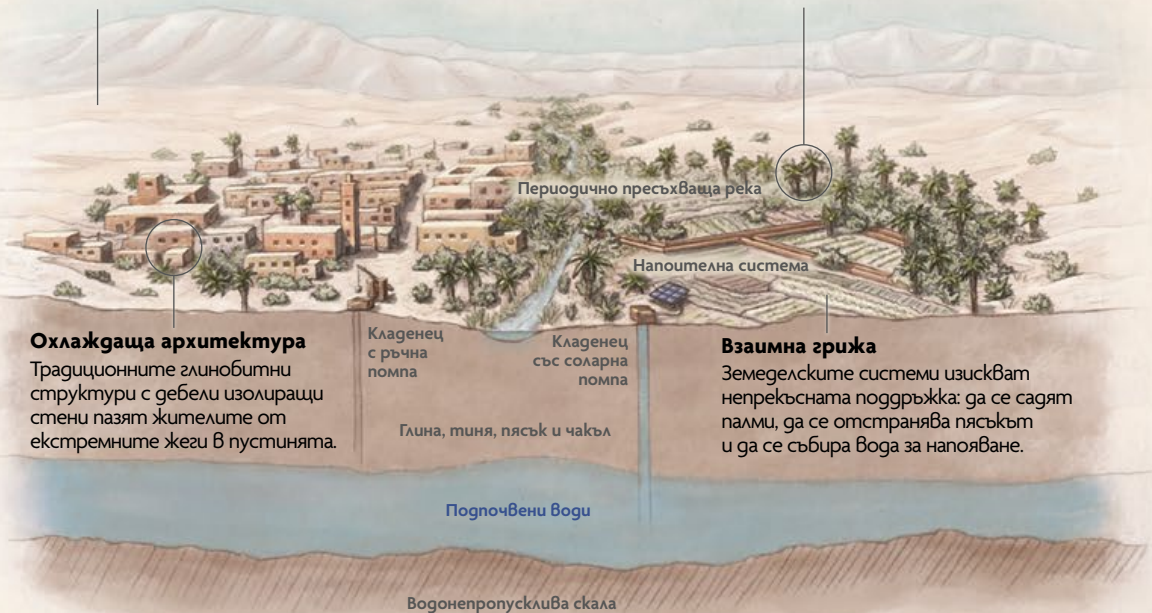 Периодично пресъхваща река
Напоителна система
Охлаждаща архитектура
Традиционните глинобитни
структури с дебели изолиращи
стени пазят жителите от
екстремните жеги в пустинята.
Кладенец
с ръчна
помпа
Кладенец
със соларна
помпа
Взаимна грижа
Земеделските системи изискват
непрекъсната поддръжка: да се садят
палми, да се отстранява пясъкът
и да се събира вода за напояване.
Глина, тиня, пясък и чакъл
Подпочвени води
Водонепропусклива скала